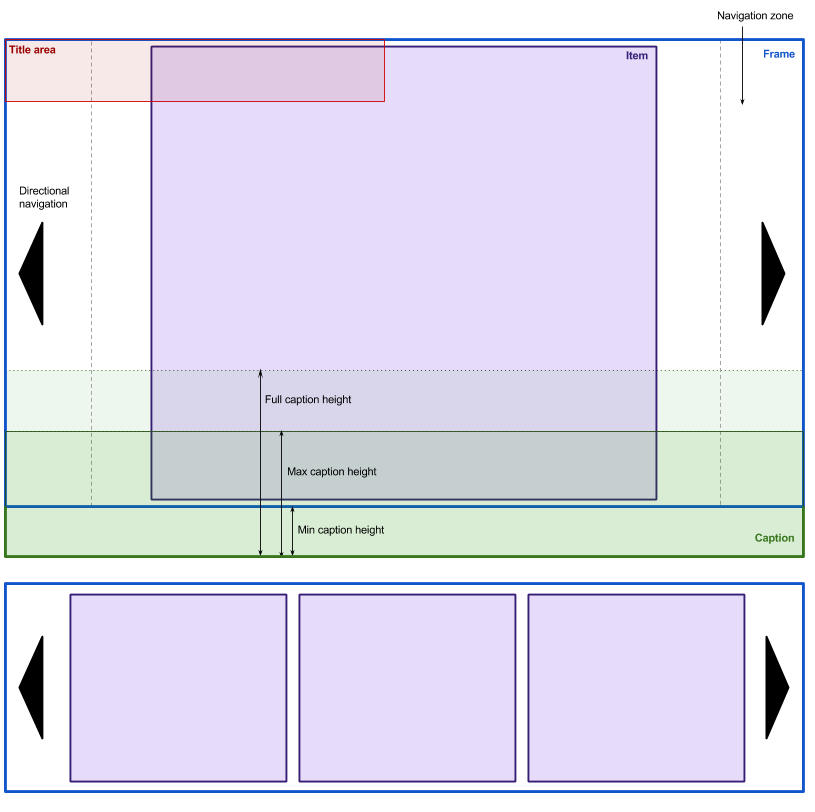 Navigation zone
Title area
Item
Frame
Directional
navigation
Full caption height
Max caption height
Min caption height
Caption